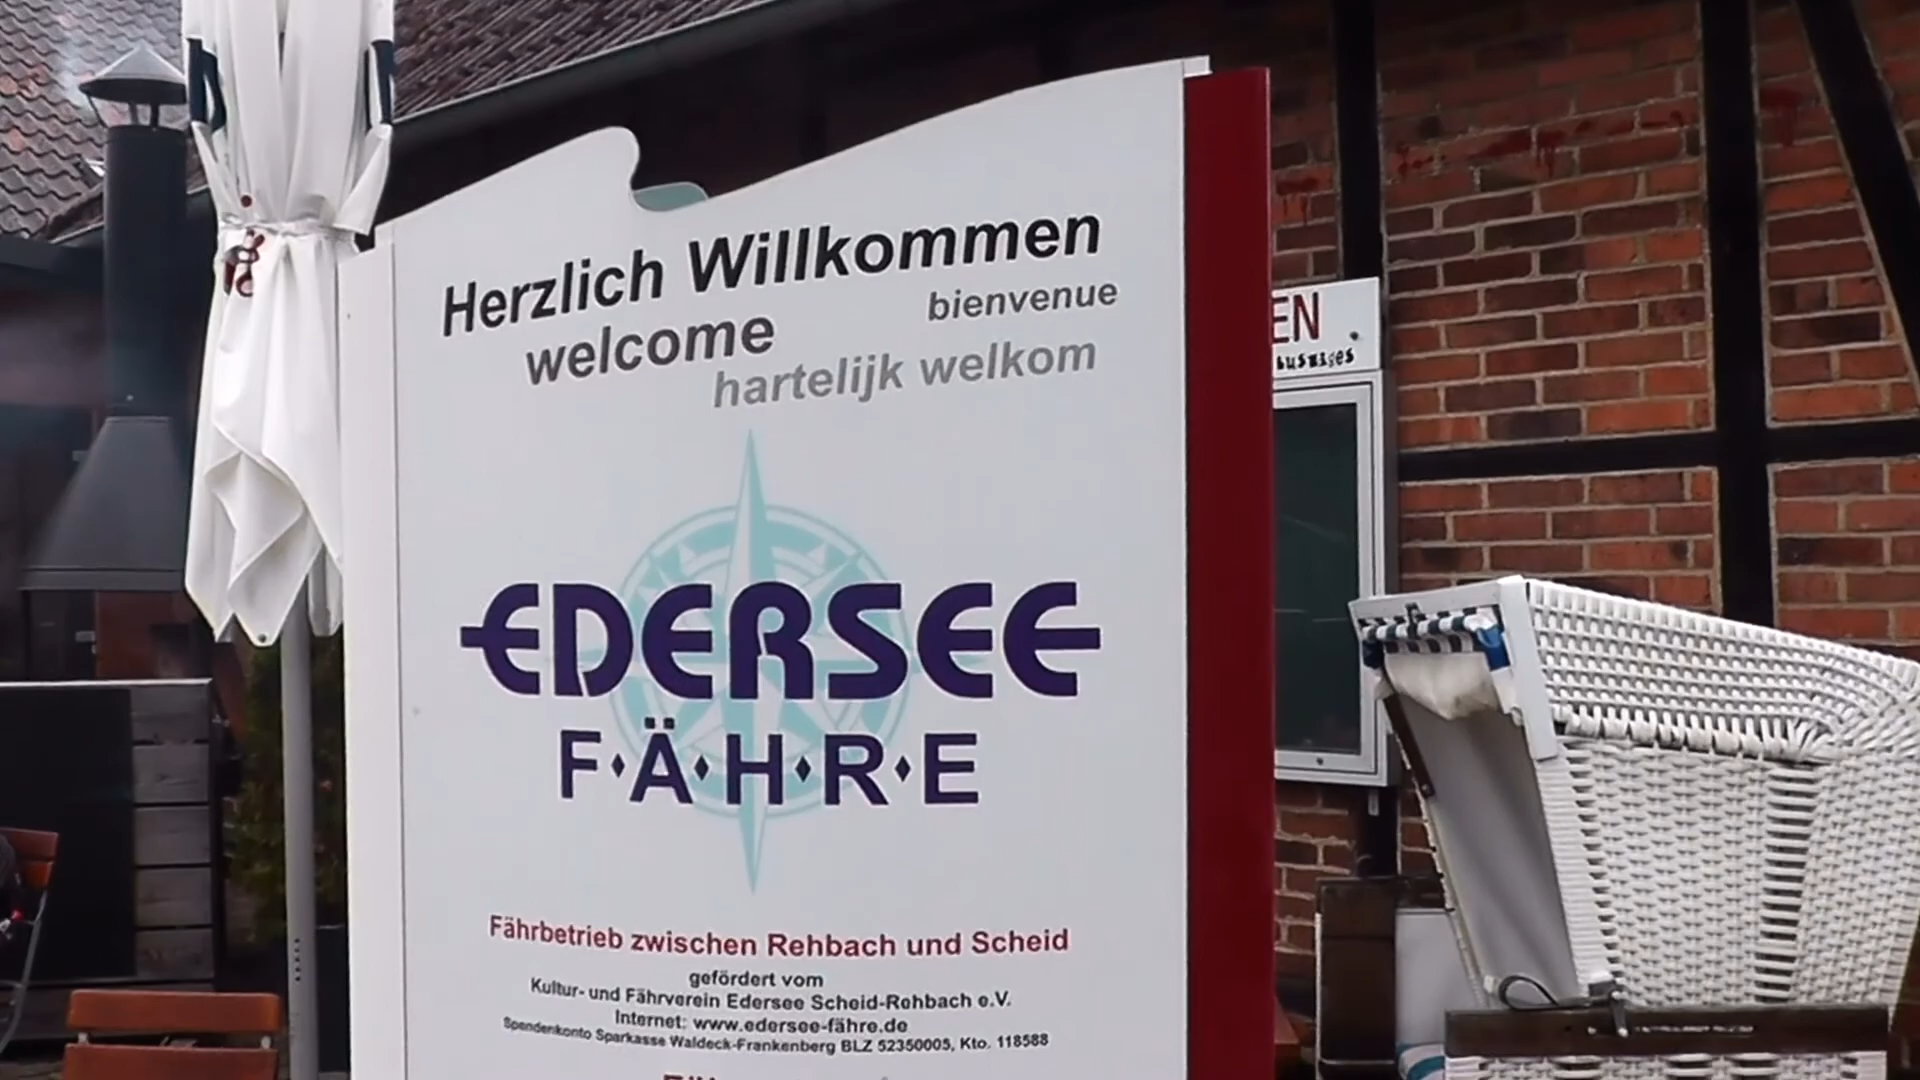 Herzlich Willkommen
bienvenue
welcome
hartelijk welkom
EDERSEE
F·Ä·H·R·E
Fährbetrieb zwischen Rehbach und Scheid
gefördert vom
Kultur- und Fährverein Edersee Scheid-Rehbach e.V.
Internet: www.edersee-fähre.de
Spendenkonto Sparkasse Waldeck-Frankenberg BLZ 52350005, Kto. 118588
EN